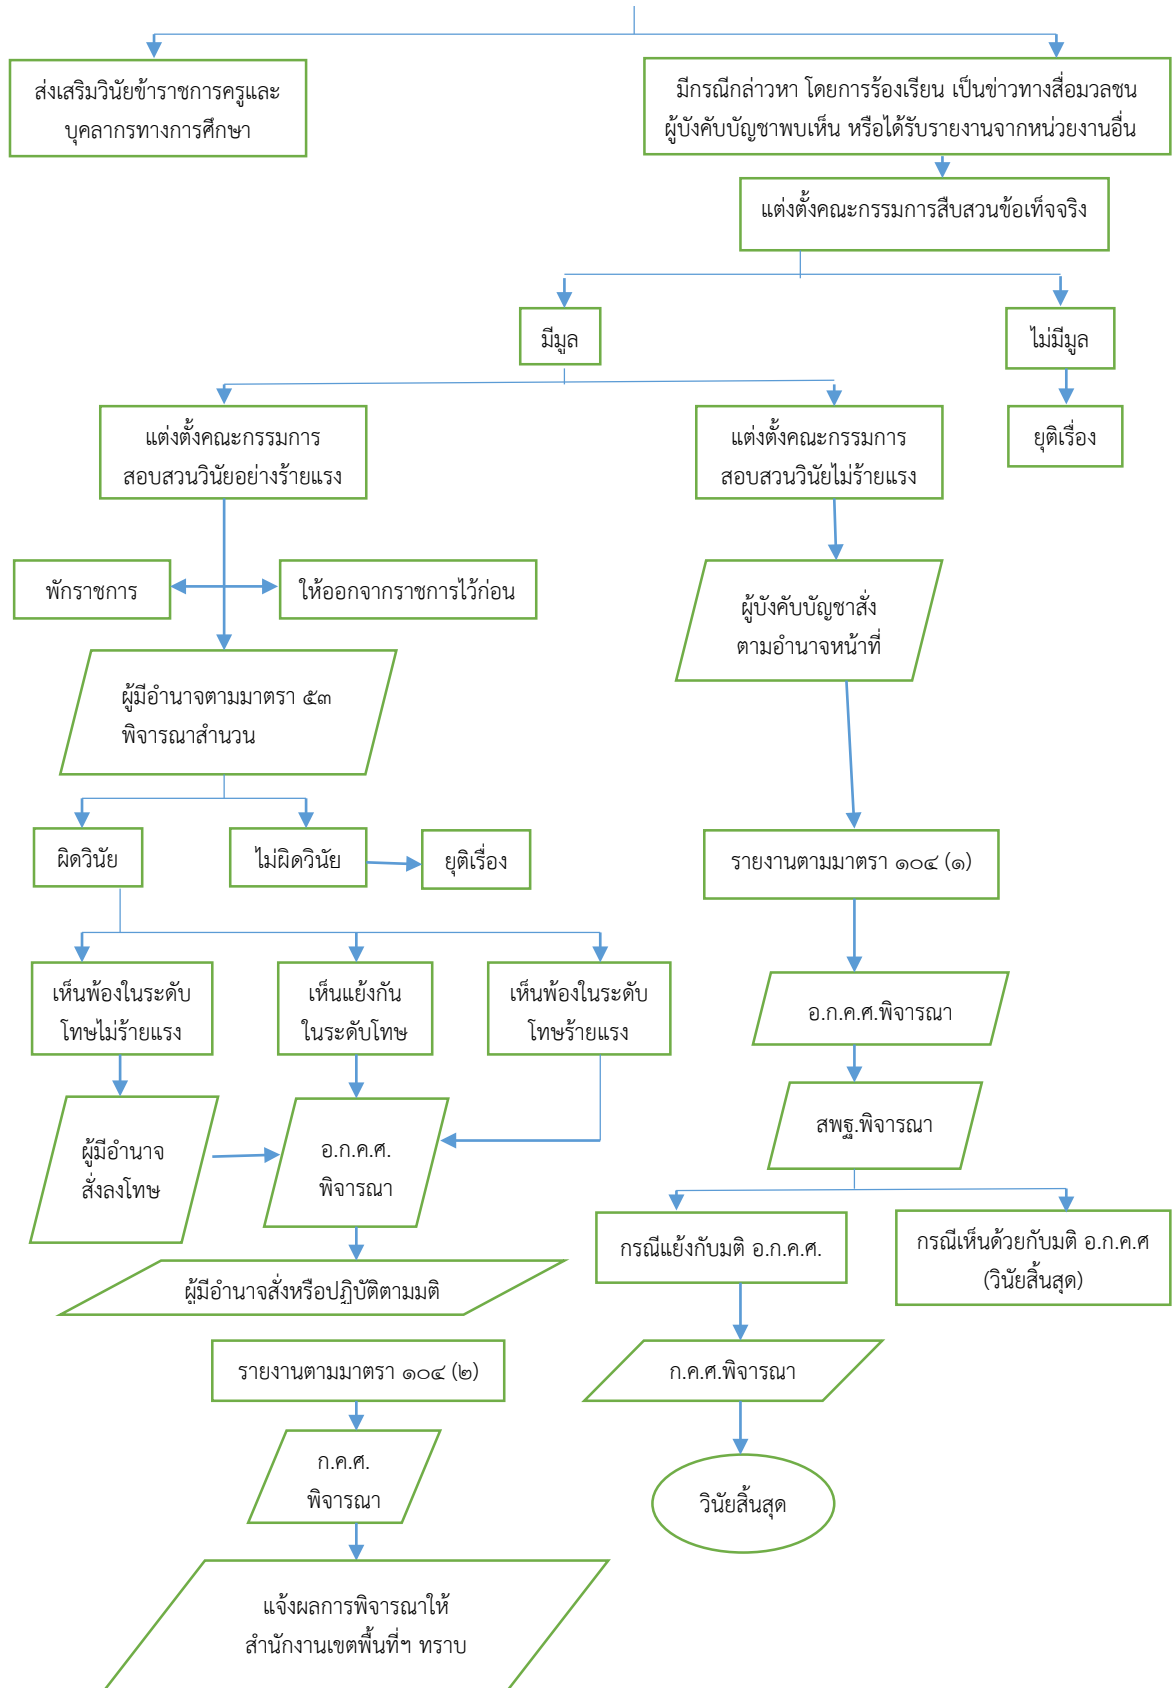 ส่งเสริมวินัยข้าราชการครูและ
บุคลากรทางการศึกษา
มีกรณีกล่าวหา โดยการร้องเรียน เป็นข่าวทางสื่อมวลชน
ผู้บังคับบัญชาพบเห็น หรือได้รับรายงานจากหน่วยงานอื่น
แต่งตั้งคณะกรรมการสืบสวนข้อเท็จจริง
มีมูล
ไม่มีมูล
แต่งตั้งคณะกรรมการ
สอบสวนวินัยอย่างร้ายแรง
แต่งตั้งคณะกรรมการ
สอบสวนวินัยไม่ร้ายแรง
ยุติเรื่อง
พักราชการ
ให้ออกจากราชการไว้ก่อน
ผู้บังคับบัญชาสั่ง
ตามอำนาจหน้าที่
ผู้มีอำนาจตามมาตรา ๕๓
พิจารณาสำนวน
ผิดวินัย
ไม่ผิดวินัย
ยุติเรื่อง
รายงานตามมาตรา ๑๐๔ (๑)
เห็นพ้องในระดับ
โทษไม่ร้ายแรง
เห็นแย้งกัน
ในระดับโทษ
เห็นพ้องในระดับ
โทษร้ายแรง
อ.ก.ค.ศ.พิจารณา
สพฐ.พิจารณา
ผู้มีอำนาจ
สั่งลงโทษ
อ.ก.ค.ศ.
พิจารณา
กรณีแย้งกับมติ อ.ก.ค.ศ.
กรณีเห็นด้วยกับมติ อ.ก.ค.ศ
(วินัยสิ้นสุด)
ผู้มีอำนาจสั่งหรือปฏิบัติตามมติ
รายงานตามมาตรา ๑๐๔ (๒)
ก.ค.ศ.พิจารณา
ก.ค.ศ.
พิจารณา
วินัยสิ้นสุด
แจ้งผลการพิจารณาให้
สำนักงานเขตพื้นที่ฯ ทราบ